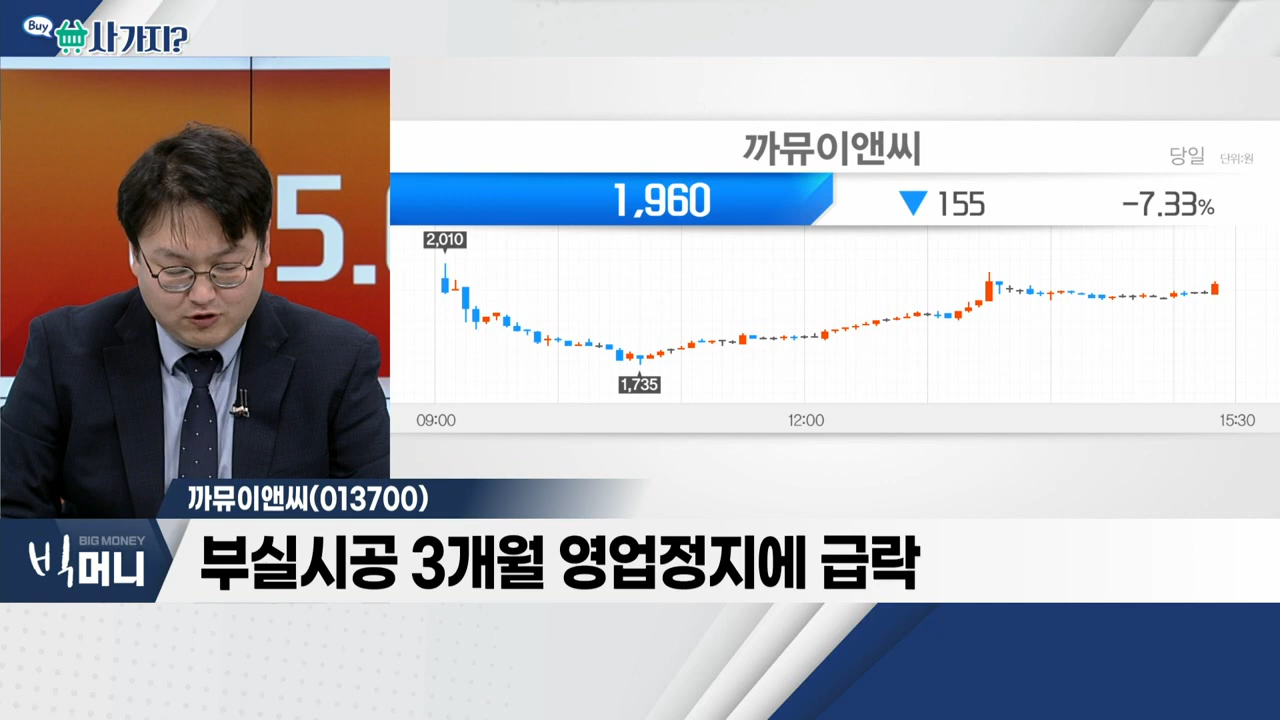 Buy 사가지?
까뮤이앤씨
당일 단위:원
1,960 ▼ 155 -7.33%
2,010
1,735
09:00 12:00 15:30
5.
까뮤이앤씨(013700)
BIG MONEY
빅머니
부실시공 3개월 영업정지에 급락